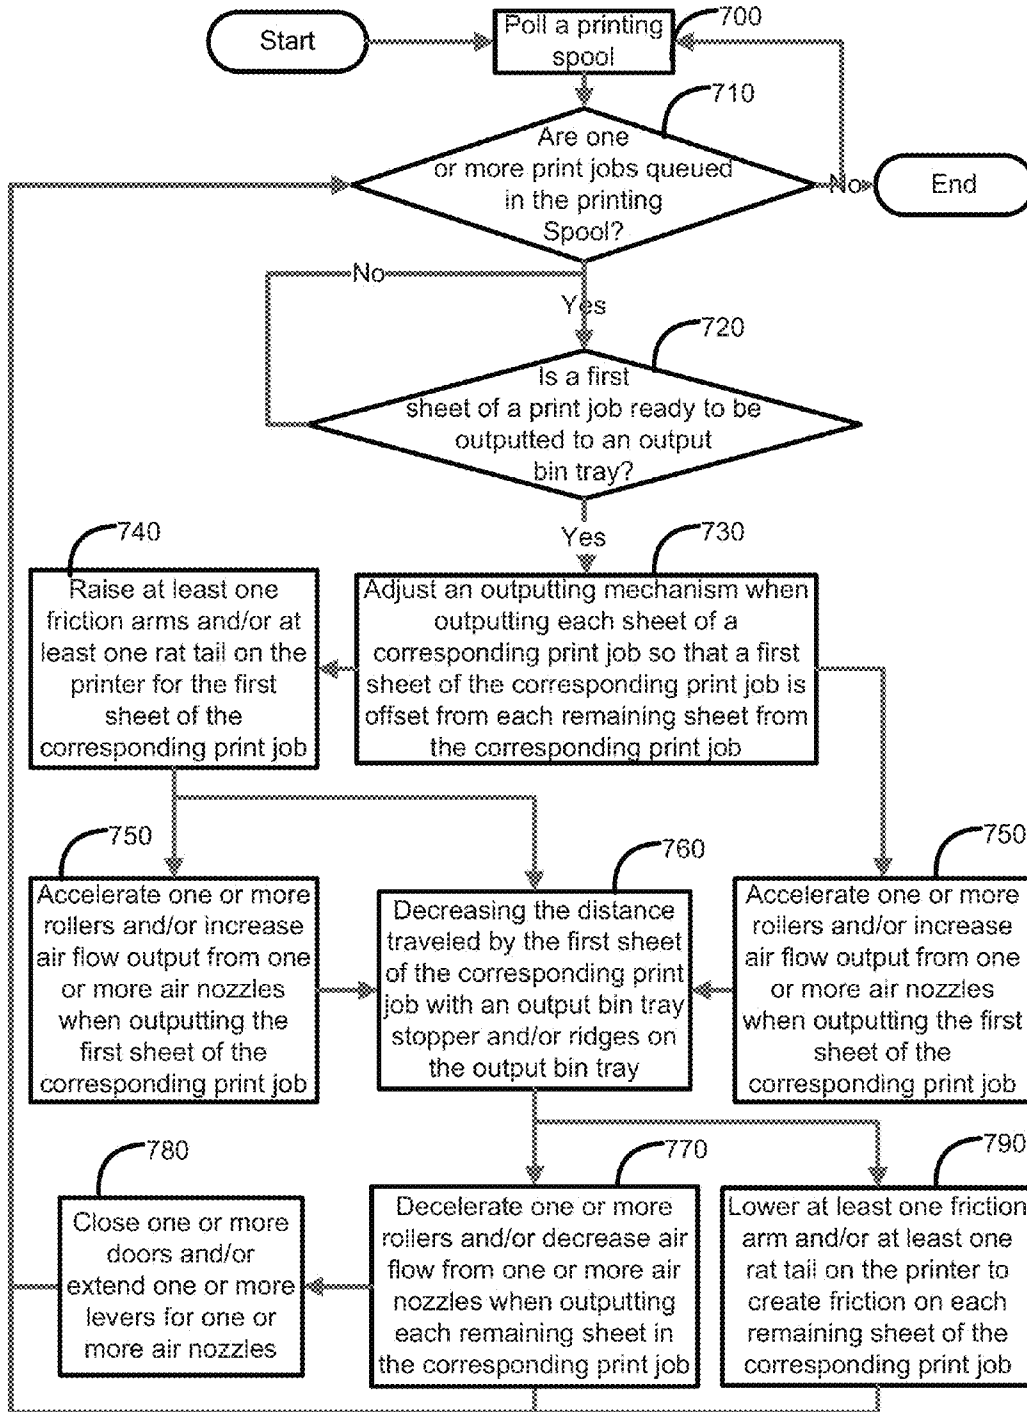 Start
Poll a printing
spool
700
710
Are one
or more print jobs queued
in the printing
Spool?
No
End
No
Yes
720
Is a first
sheet of a print job ready to be
outputted to an output
bin tray?
Yes
740
Raise at least one
friction arms and/or at
least one rat tail on the
printer for the first
sheet of the
corresponding print job
730
Adjust an outputting mechanism when
outputting each sheet of a
corresponding print job so that a first
sheet of the corresponding print job is
offset from each remaining sheet from
the corresponding print job
750
Accelerate one or more
rollers and/or increase
air flow output from one
or more air nozzles
when outputting the
first sheet of the
corresponding print job
760
Decreasing the distance
traveled by the first sheet
of the corresponding print
job with an output bin tray
stopper and/or ridges on
the output bin tray
750
Accelerate one or more
rollers and/or increase
air flow output from one
or more air nozzles
when outputting the first
sheet of the
corresponding print job
780
Close one or more
doors and/or
extend one or more
levers for one or
more air nozzles
770
Decelerate one or more
rollers and/or decrease air
flow from one or more air
nozzles when outputting
each remaining sheet in
the corresponding print job
790
Lower at least one friction
arm and/or at least one
rat tail on the printer to
create friction on each
remaining sheet of the
corresponding print job